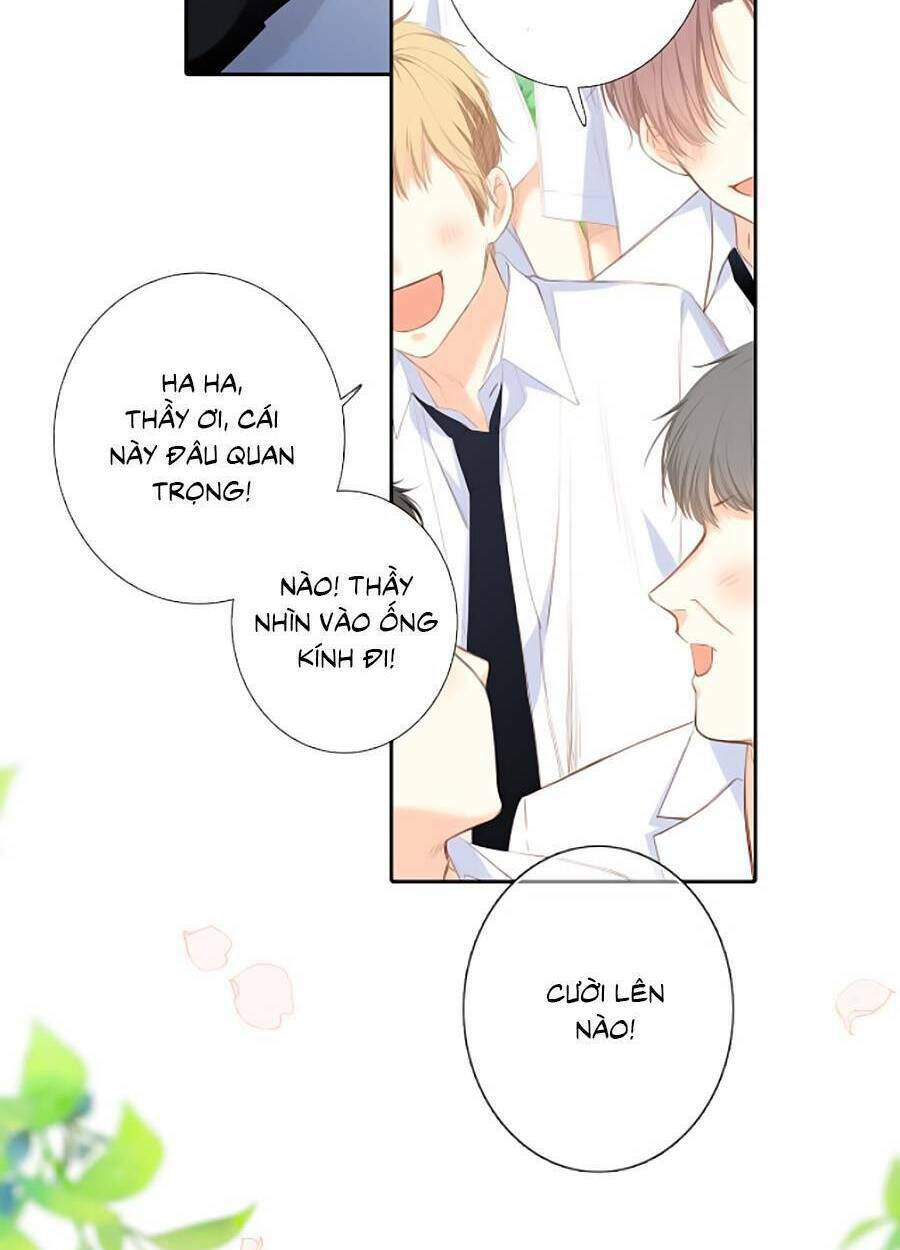 HA HA,
THẦY ƠI, CÁI
NÀY ĐÂU QUAN
TRỌNG!
NÀO! THẦY
NHÌN VÀO ỐNG
KÍNH ĐI!
CƯỜI LÊN
NÀO!